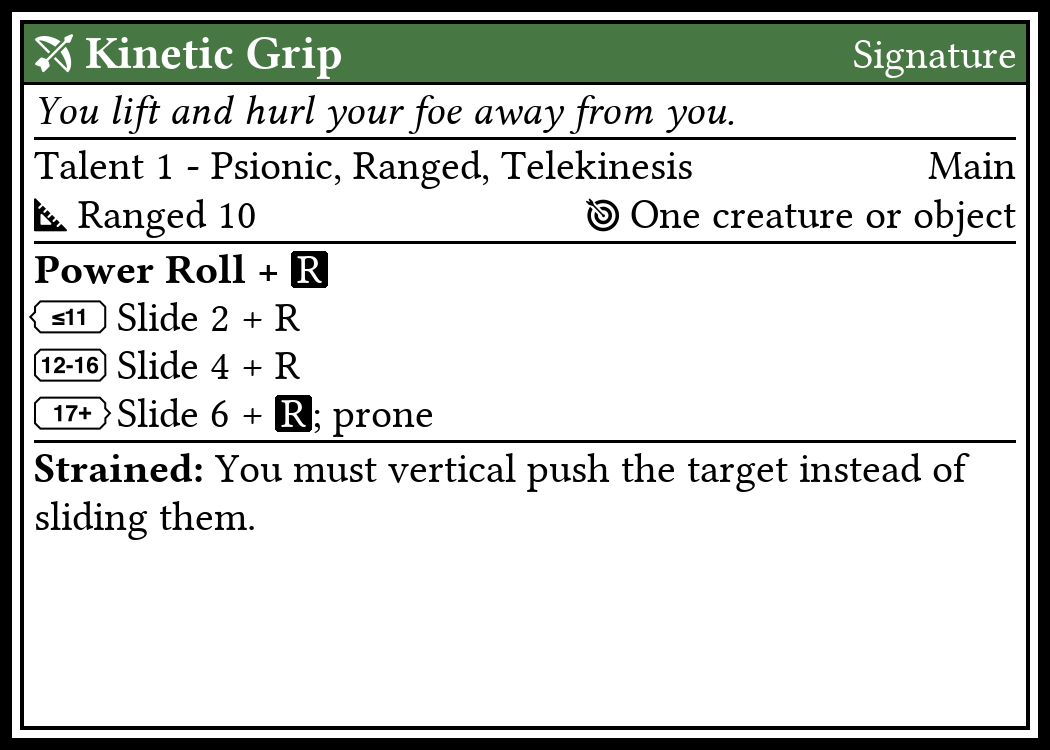 Kinetic Grip Signature
You lift and hurl your foe away from you.
Talent 1 - Psionic, Ranged, Telekinesis Main
Ranged 10 One creature or object
Power Roll + R
≤11 Slide 2 + R
12-16 Slide 4 + R
17+ Slide 6 + R; prone
Strained: You must vertical push the target instead of
sliding them.